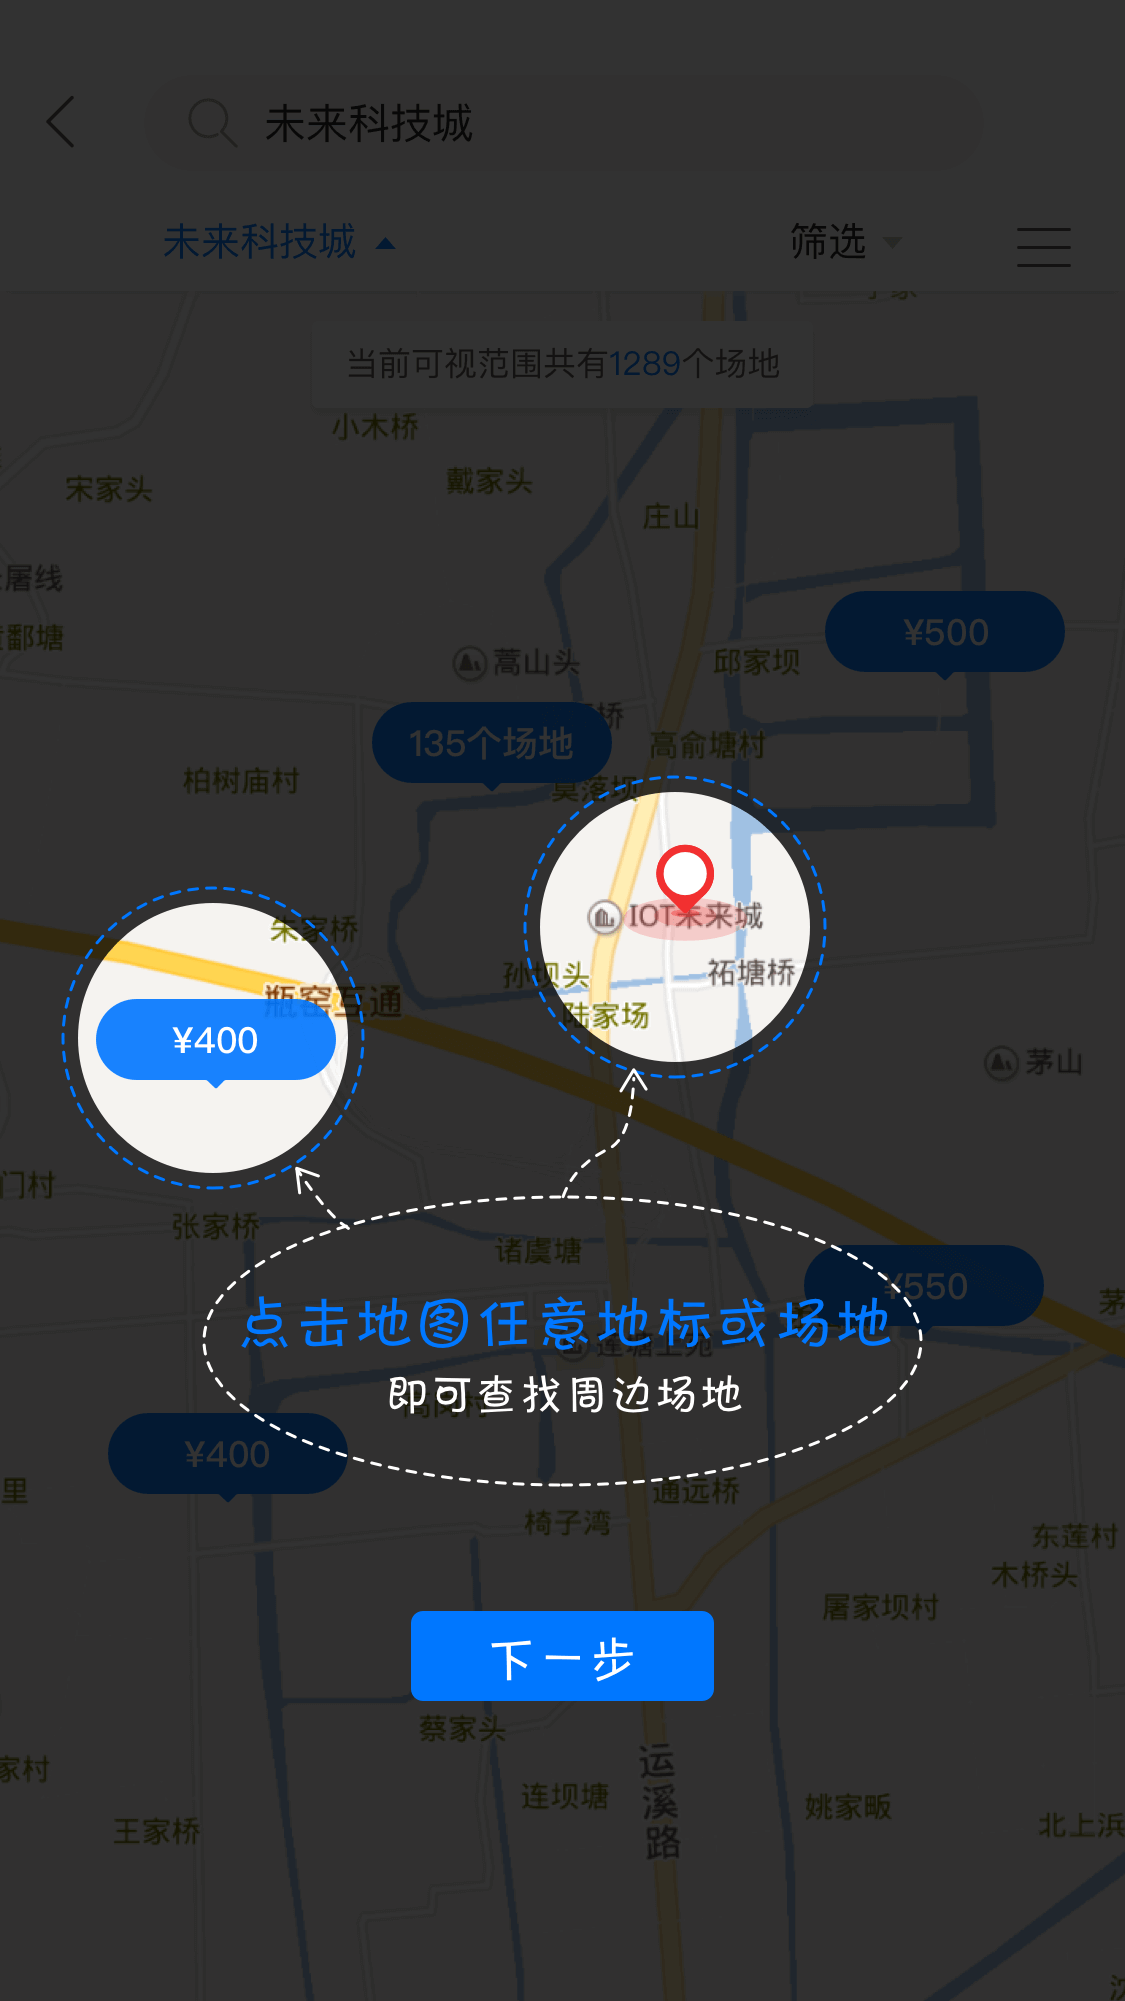 未来科技城
未来科技城
筛选
当前可视范围共有1289个场地
小木桥
宋家头
戴家头
庄山
屠线
鄱塘
¥500
蒿山头
邱家坝
桥
135个场地
高俞塘村
柏树庙村
莫落坝
朱家桥
IOT未来城
孙坝头
祐塘桥
瓶窑互通
陆家场
¥400
茅山
门村
张家桥
诸虞塘
¥550
茅
点击地图任意地标或场地
莲塘上苑
即可查找周边场地
¥400
里
通远桥
椅子湾
东莲村
木桥头
屠家坝村
下一步
蔡家头
家村
运溪路
连坝塘
姚家畈
王家桥
北上浜